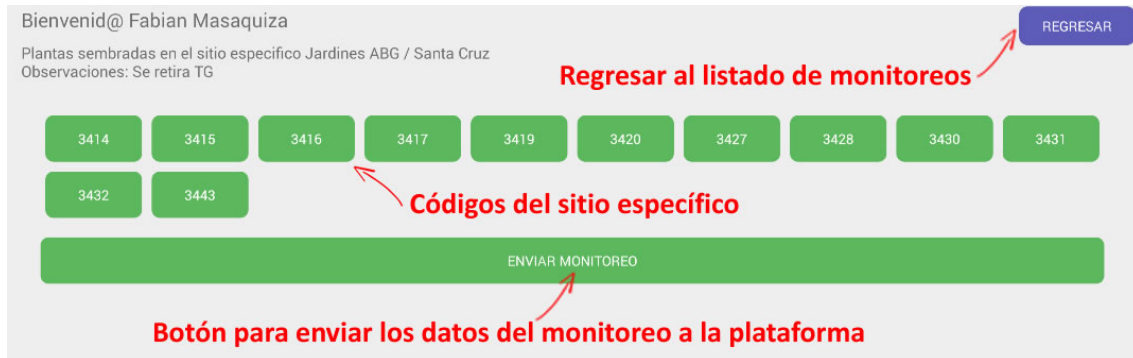 Bienvenid@ Fabian Masaquiza
REGRESAR
Plantas sembradas en el sitio especifico Jardines ABG / Santa Cruz
Observaciones: Se retira TG
Regresar al listado de monitoreos
3414 3415 3416 3417 3419 3420 3427 3428 3430 3431
3432 3443
Códigos del sitio específico
ENVIAR MONITOREO
Botón para enviar los datos del monitoreo a la plataforma